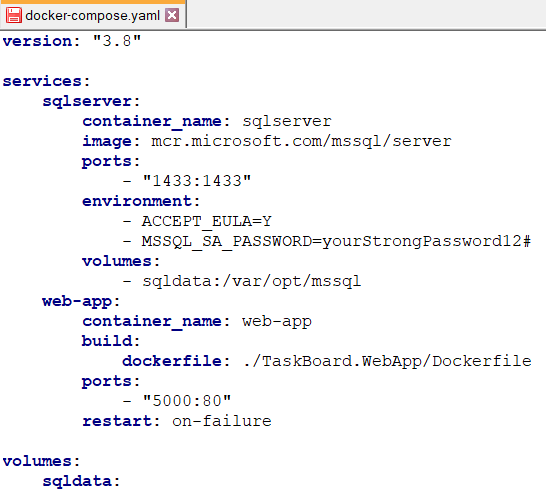 docker-compose.yaml
version: "3.8"
services:
    sqlserver:
        container_name: sqlserver
        image: mcr.microsoft.com/mssql/server
        ports:
            - "1433:1433"
        environment:
            - ACCEPT_EULA=Y
            - MSSQL_SA_PASSWORD=yourStrongPassword12#
        volumes:
            - sqldata:/var/opt/mssql
    web-app:
        container_name: web-app
        build:
            dockerfile: ./TaskBoard.WebApp/Dockerfile
        ports:
            - "5000:80"
        restart: on-failure
volumes:
    sqldata: